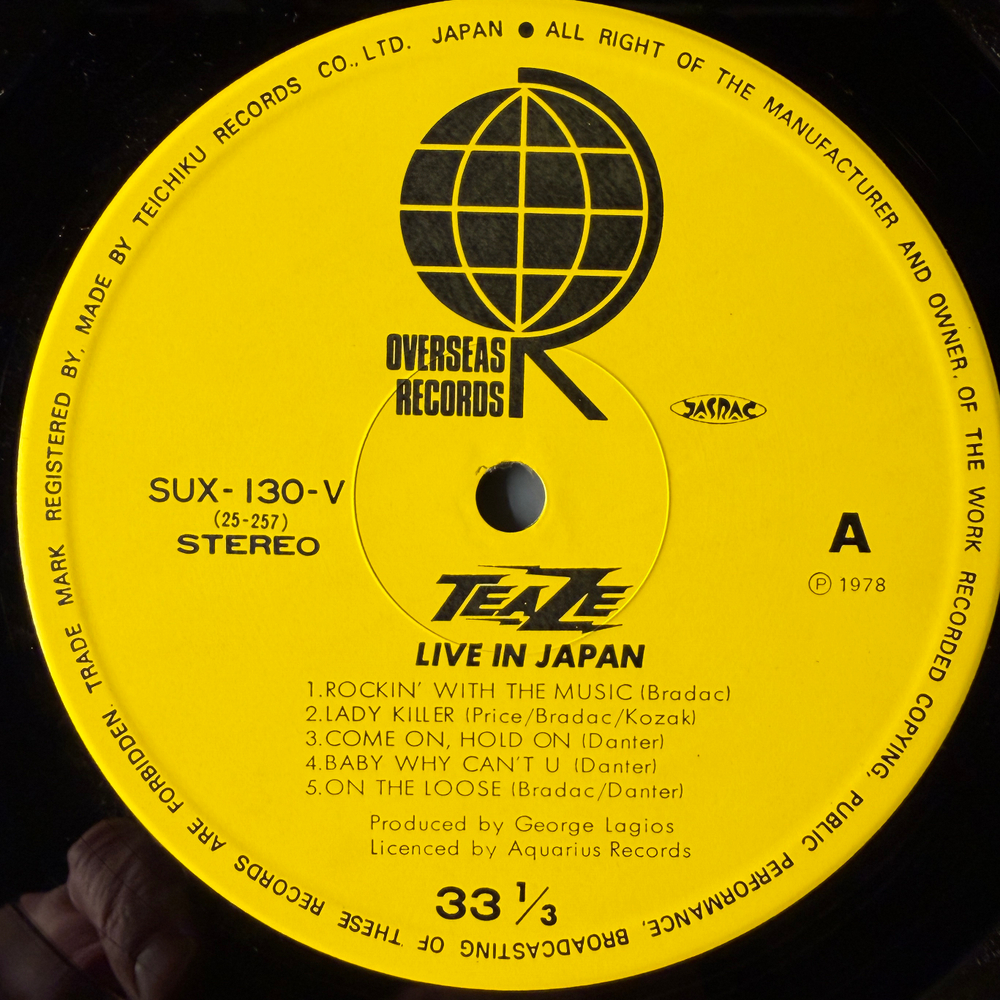 ALL RIGHT OF THE MANUFACTURER AND OWNER, OF THE WORK RECORDED COPYING, PUBLIC PERFORMANCE, BROADCASTING OF THESE RECORDS ARE FORBIDDEN. TRADE MARK REGISTERED BY, MADE BY TEICHIKU RECORDS CO., LTD. JAPAN ●
R
OVERSEAS
RECORDS
JASRAC
SUX-130-V
(25-257)
STEREO
A
Ⓟ 1978
TEAZE
LIVE IN JAPAN
1.ROCKIN' WITH THE MUSIC (Bradac)
2.LADY KILLER (Price/Bradac/Kozak)
3.COME ON, HOLD ON (Danter)
4.BABY WHY CAN'T U (Danter)
5.ON THE LOOSE (Bradac/Danter)
Produced by George Lagios
Licenced by Aquarius Records
33 1/3